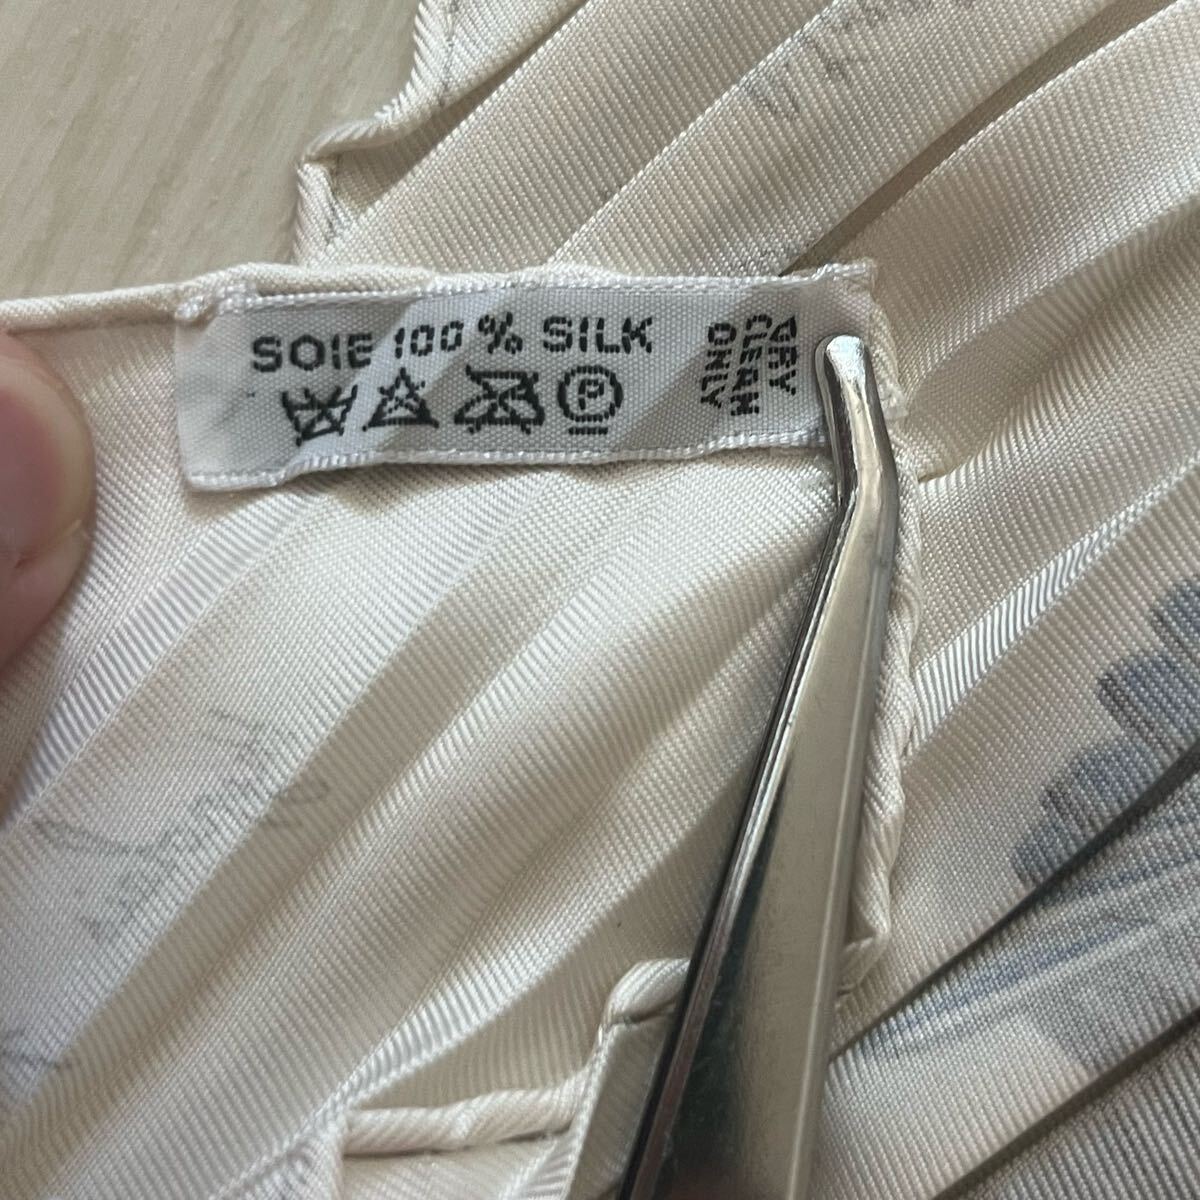 SOIE 100 % SILK
P
DRY
CLEAN
ONLY